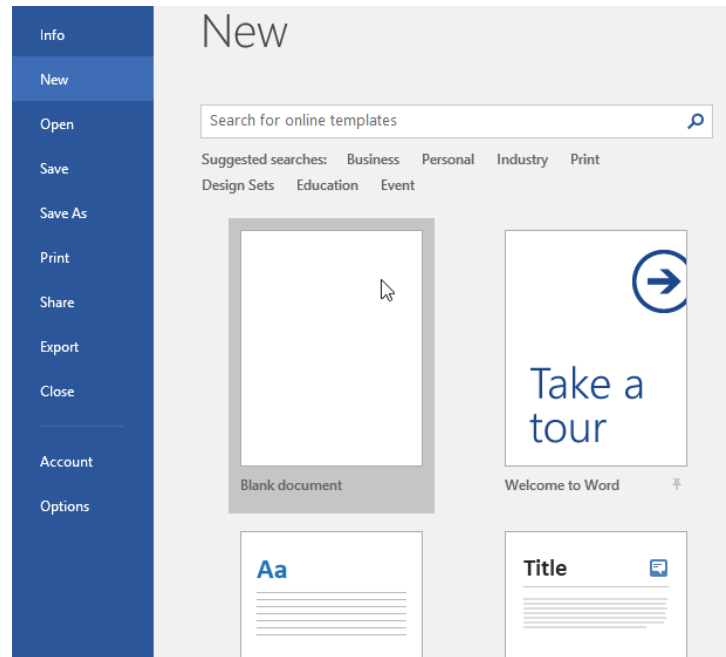 Info
New
Open
Save
Save As
Print
Share
Export
Close
Account
Options
New
Search for online templates
Suggested searches: Business Personal Industry Print
Design Sets Education Event
Take a
tour
Blank document
Welcome to Word
Aa
Title